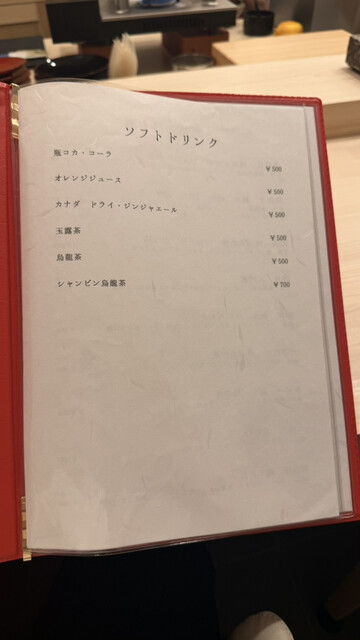 ソフトドリンク
瓶コカ・コーラ ￥500
オレンジジュース ￥500
カナダ ドライ・ジンジャエール ￥500
玉露茶 ￥500
烏龍茶 ￥500
シャンピン烏龍茶 ￥700